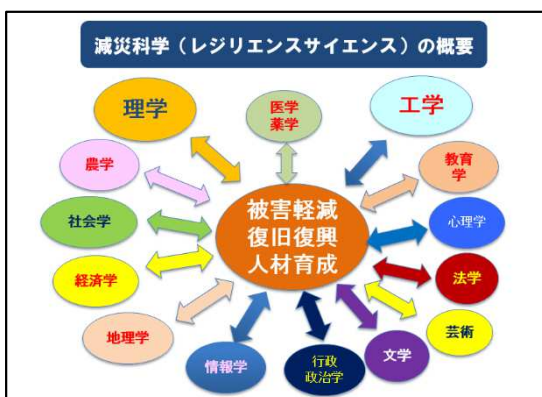 減災科学（レジリエンスサイエンス）の概要
理学
医学
薬学
工学
農学
教育
学
社会学
被害軽減
復旧復興
人材育成
心理学
経済学
法学
地理学
芸術
情報学
行政
政治学
文学